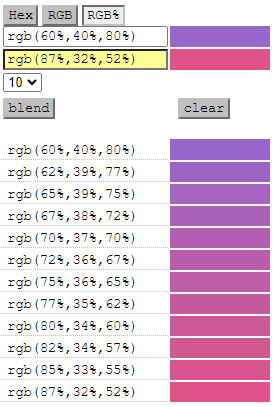 Hex RGB RGB%
rgb(60%,40%,80%)
rgb(87%,32%,52%)
10
blend clear
rgb(60%,40%,80%)
rgb(62%,39%,77%)
rgb(65%,39%,75%)
rgb(67%,38%,72%)
rgb(70%,37%,70%)
rgb(72%,36%,67%)
rgb(75%,36%,65%)
rgb(77%,35%,62%)
rgb(80%,34%,60%)
rgb(82%,34%,57%)
rgb(85%,33%,55%)
rgb(87%,32%,52%)